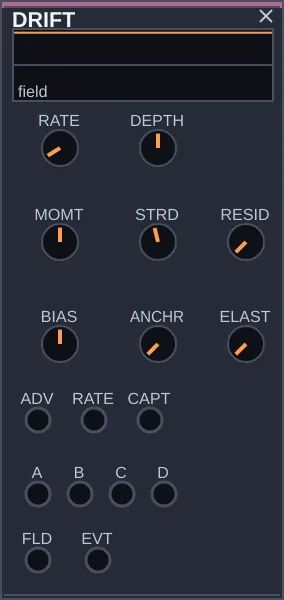 DRIFT
field
RATE DEPTH
MOMT STRD RESID
BIAS ANCHR ELAST
ADV RATE CAPT
A B C D
FLD EVT